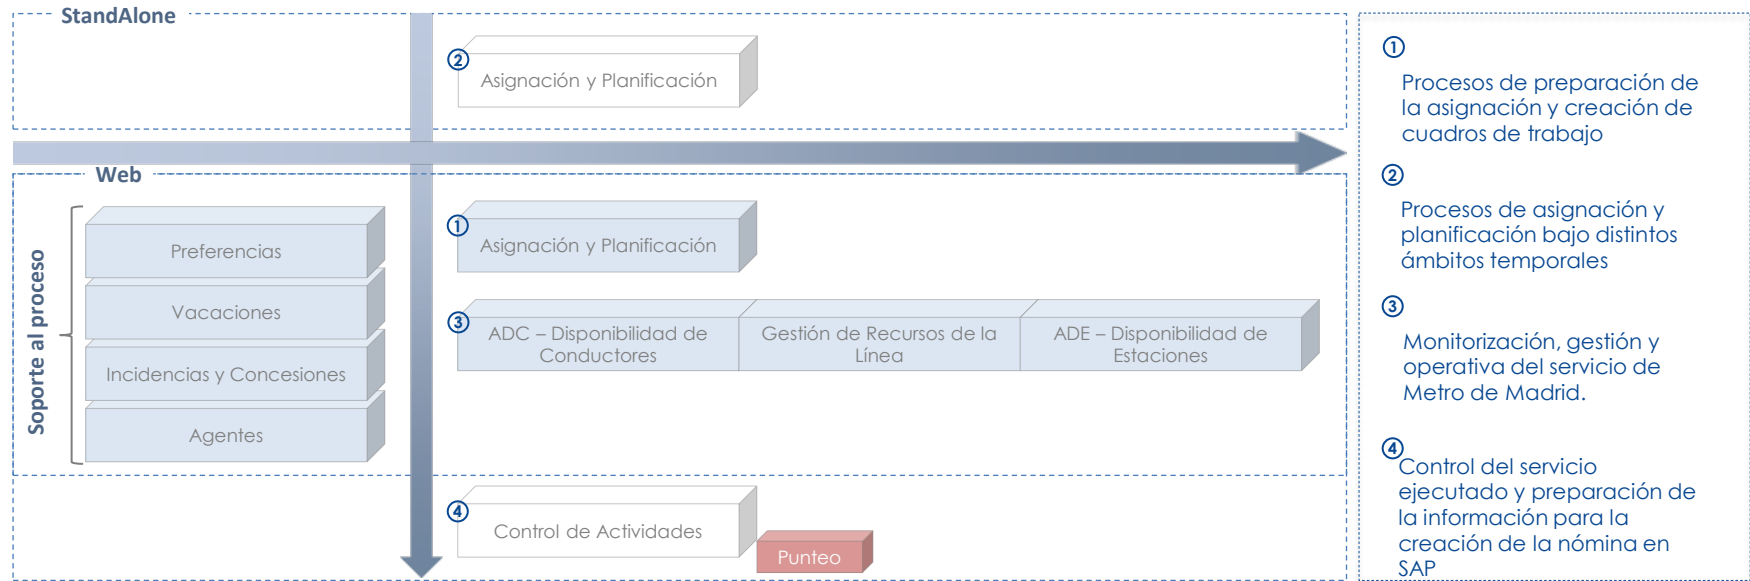 StandAlone
②
Asignación y Planificación
Web
Soporte al proceso
Preferencias
Vacaciones
Incidencias y Concesiones
Agentes
①
Asignación y Planificación
③
ADC – Disponibilidad de
Conductores
Gestión de Recursos de la
Línea
ADE – Disponibilidad de
Estaciones
④
Control de Actividades
Punteo
①
Procesos de preparación de
la asignación y creación de
cuadros de trabajo
②
Procesos de asignación y
planificación bajo distintos
ámbitos temporales
③
Monitorización, gestión y
operativa del servicio de
Metro de Madrid.
④
Control del servicio
ejecutado y preparación de
la información para la
creación de la nómina en
SAP